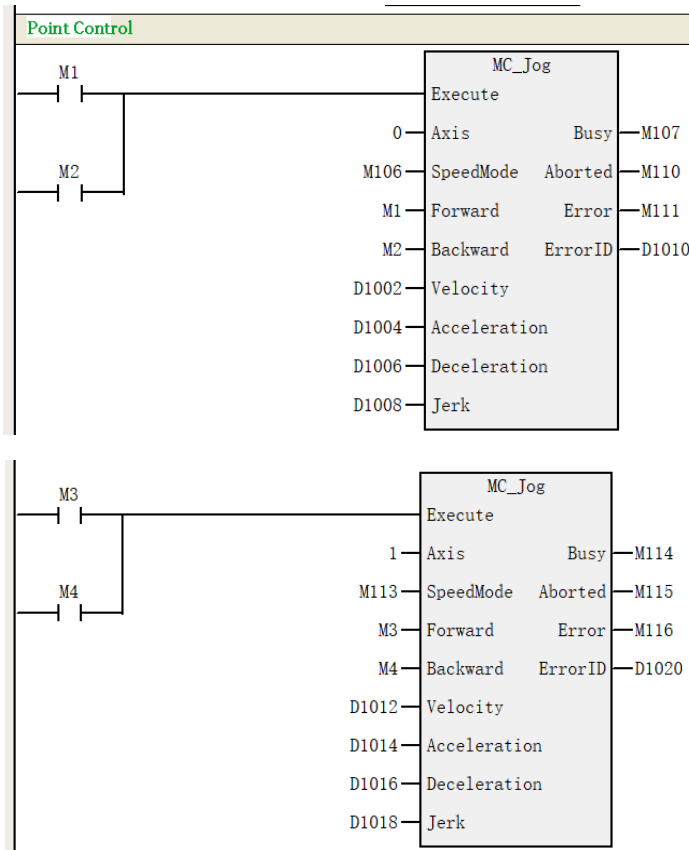 Point Control
M1
MC_Jog
Execute
0 Axis Busy M107
M2
M106 SpeedMode Aborted M110
M1 Forward Error M111
M2 Backward ErrorID D1010
D1002 Velocity
D1004 Acceleration
D1006 Deceleration
D1008 Jerk
M3
MC_Jog
Execute
1 Axis Busy M114
M4
M113 SpeedMode Aborted M115
M3 Forward Error M116
M4 Backward ErrorID D1020
D1012 Velocity
D1014 Acceleration
D1016 Deceleration
D1018 Jerk